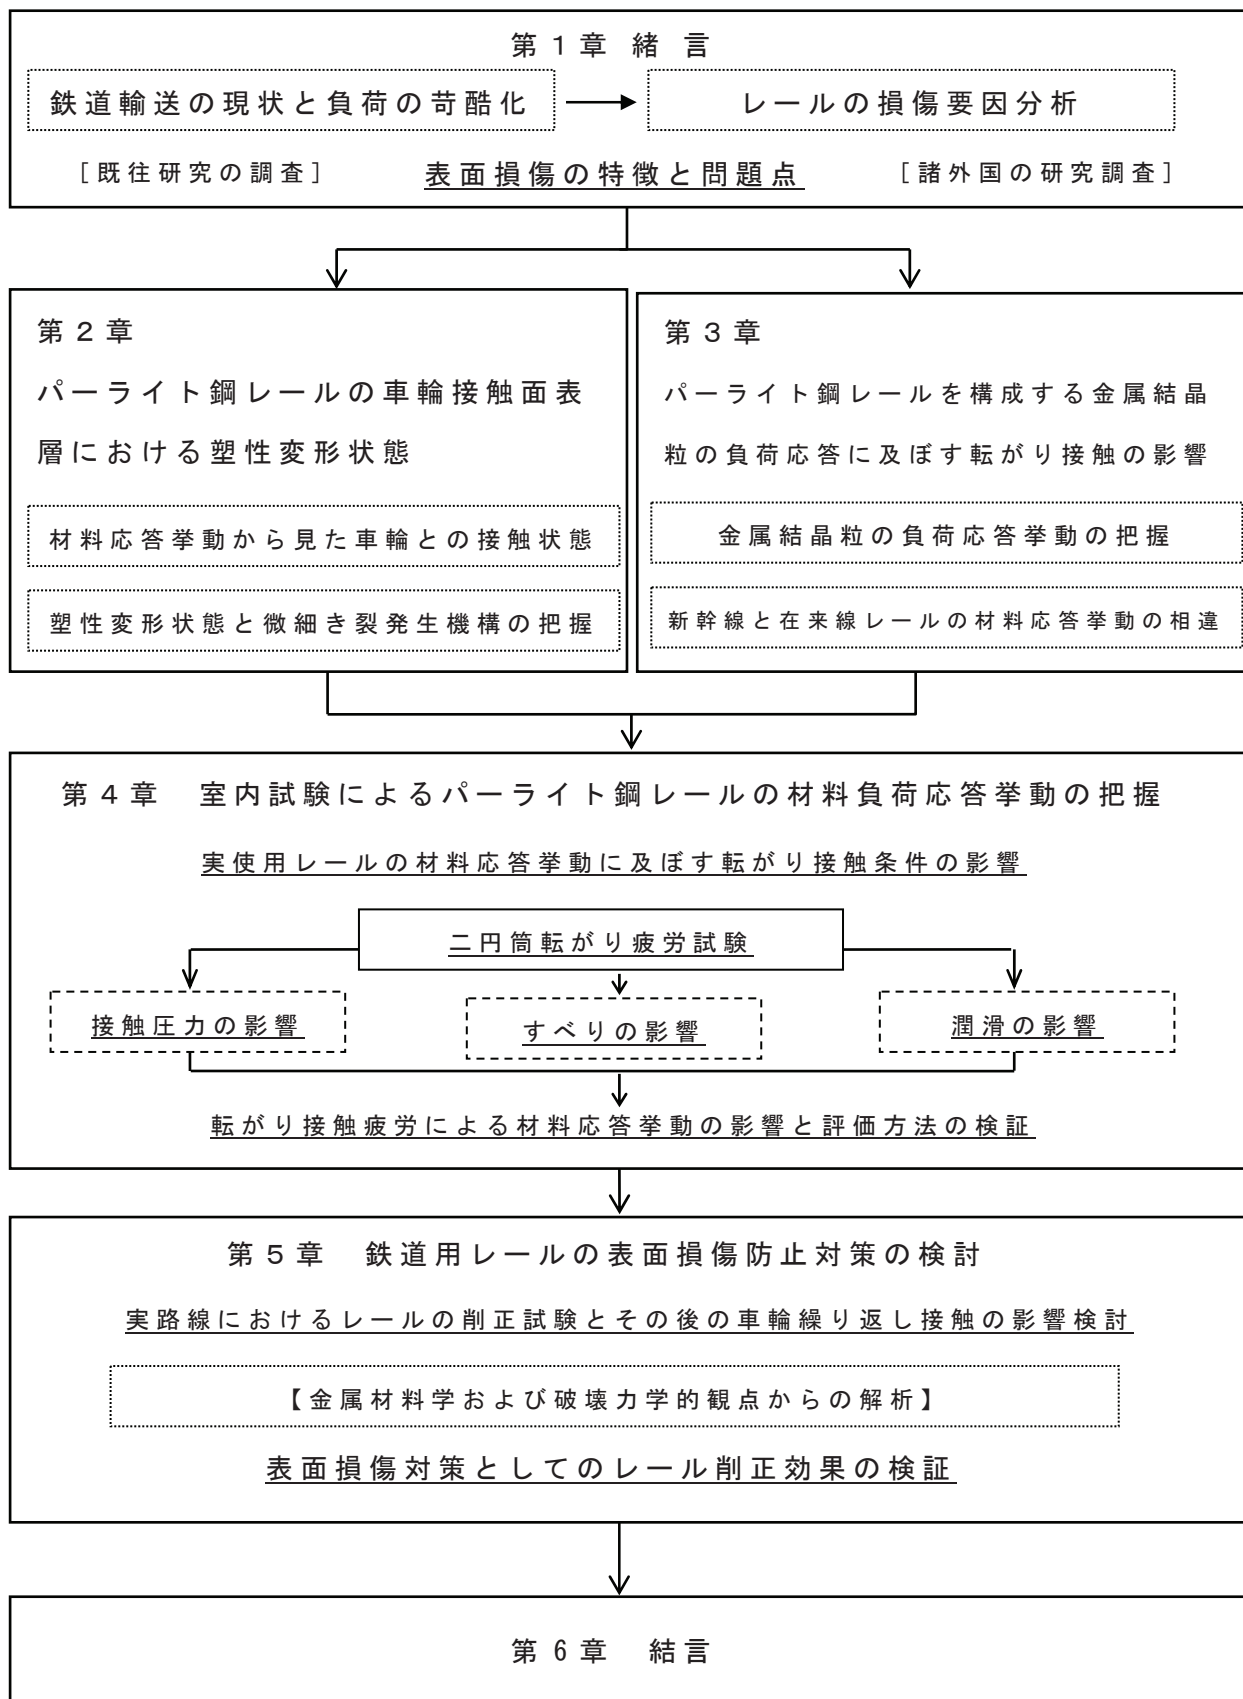 第１章 緒 言
鉄道輸送の現状と負荷の苛酷化
レールの損傷要因分析
［既往研究の調査］
表面損傷の特徴と問題点
［諸外国の研究調査］
第２章
パーライト鋼レールの車輪接触面表
層における塑性変形状態
材料応答挙動から見た車輪との接触状態
塑性変形状態と微細き裂発生機構の把握
第３章
パーライト鋼レールを構成する金属結晶
粒の負荷応答に及ぼす転がり接触の影響
金属結晶粒の負荷応答挙動の把握
新幹線と在来線レールの材料応答挙動の相違
第４章　室内試験によるパーライト鋼レールの材料負荷応答挙動の把握
実使用レールの材料応答挙動に及ぼす転がり接触条件の影響
二円筒転がり疲労試験
接触圧力の影響
すべりの影響
潤滑の影響
転がり接触疲労による材料応答挙動の影響と評価方法の検証
第５章　鉄道用レールの表面損傷防止対策の検討
実路線におけるレールの削正試験とその後の車輪繰り返し接触の影響検討
【金属材料学および破壊力学的観点からの解析】
表面損傷対策としてのレール削正効果の検証
第６章　結言